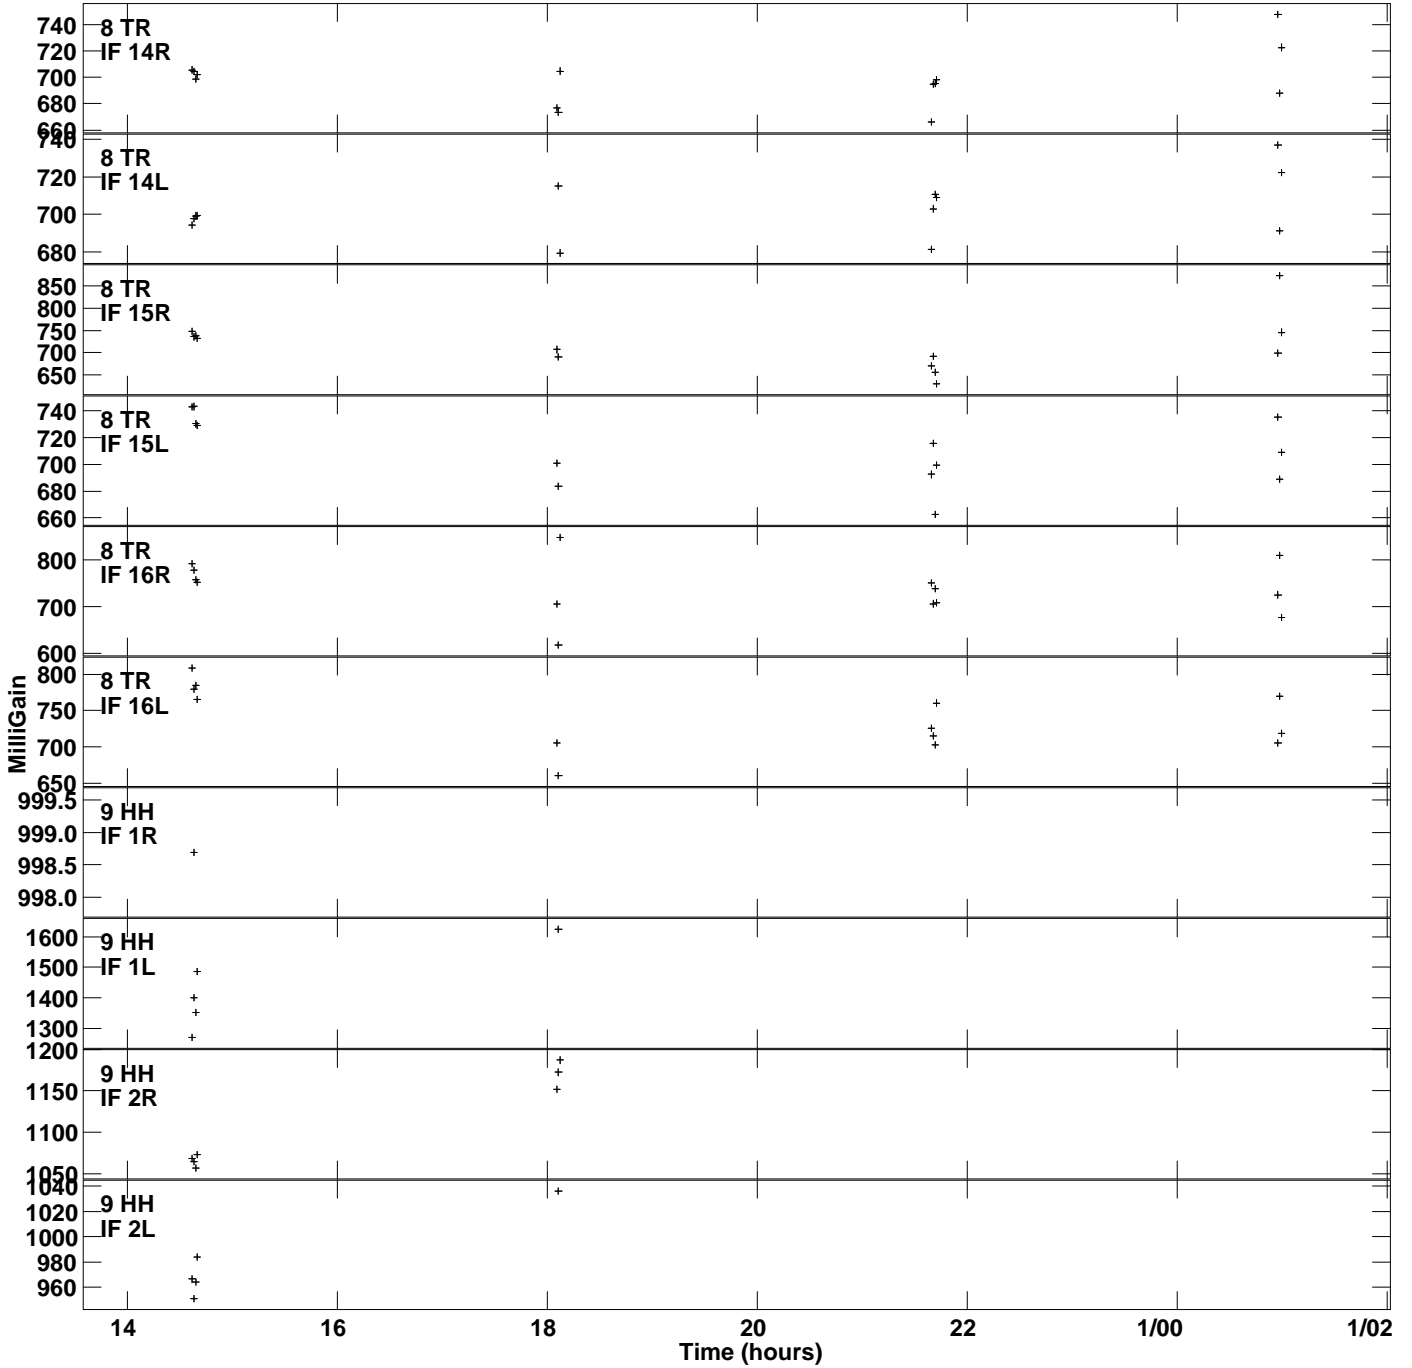 740
8 TR
720
IF 14R
700
680
660
740
8 TR
720
IF 14L
700
680
850
8 TR
800
IF 15R
750
700
650
740
8 TR
720
IF 15L
700
680
660
8 TR
800
IF 16R
700
600
800
8 TR
IF 16L
750
700
650
MilliGain
999.5
9 HH
999.0
IF 1R
998.5
998.0
1600
9 HH
1500
IF 1L
1400
1300
1200
9 HH
1150
IF 2R
1100
1050
1040
9 HH
1020
IF 2L
1000
980
960
14 16 18 20 22 1/00 1/02
Time (hours)